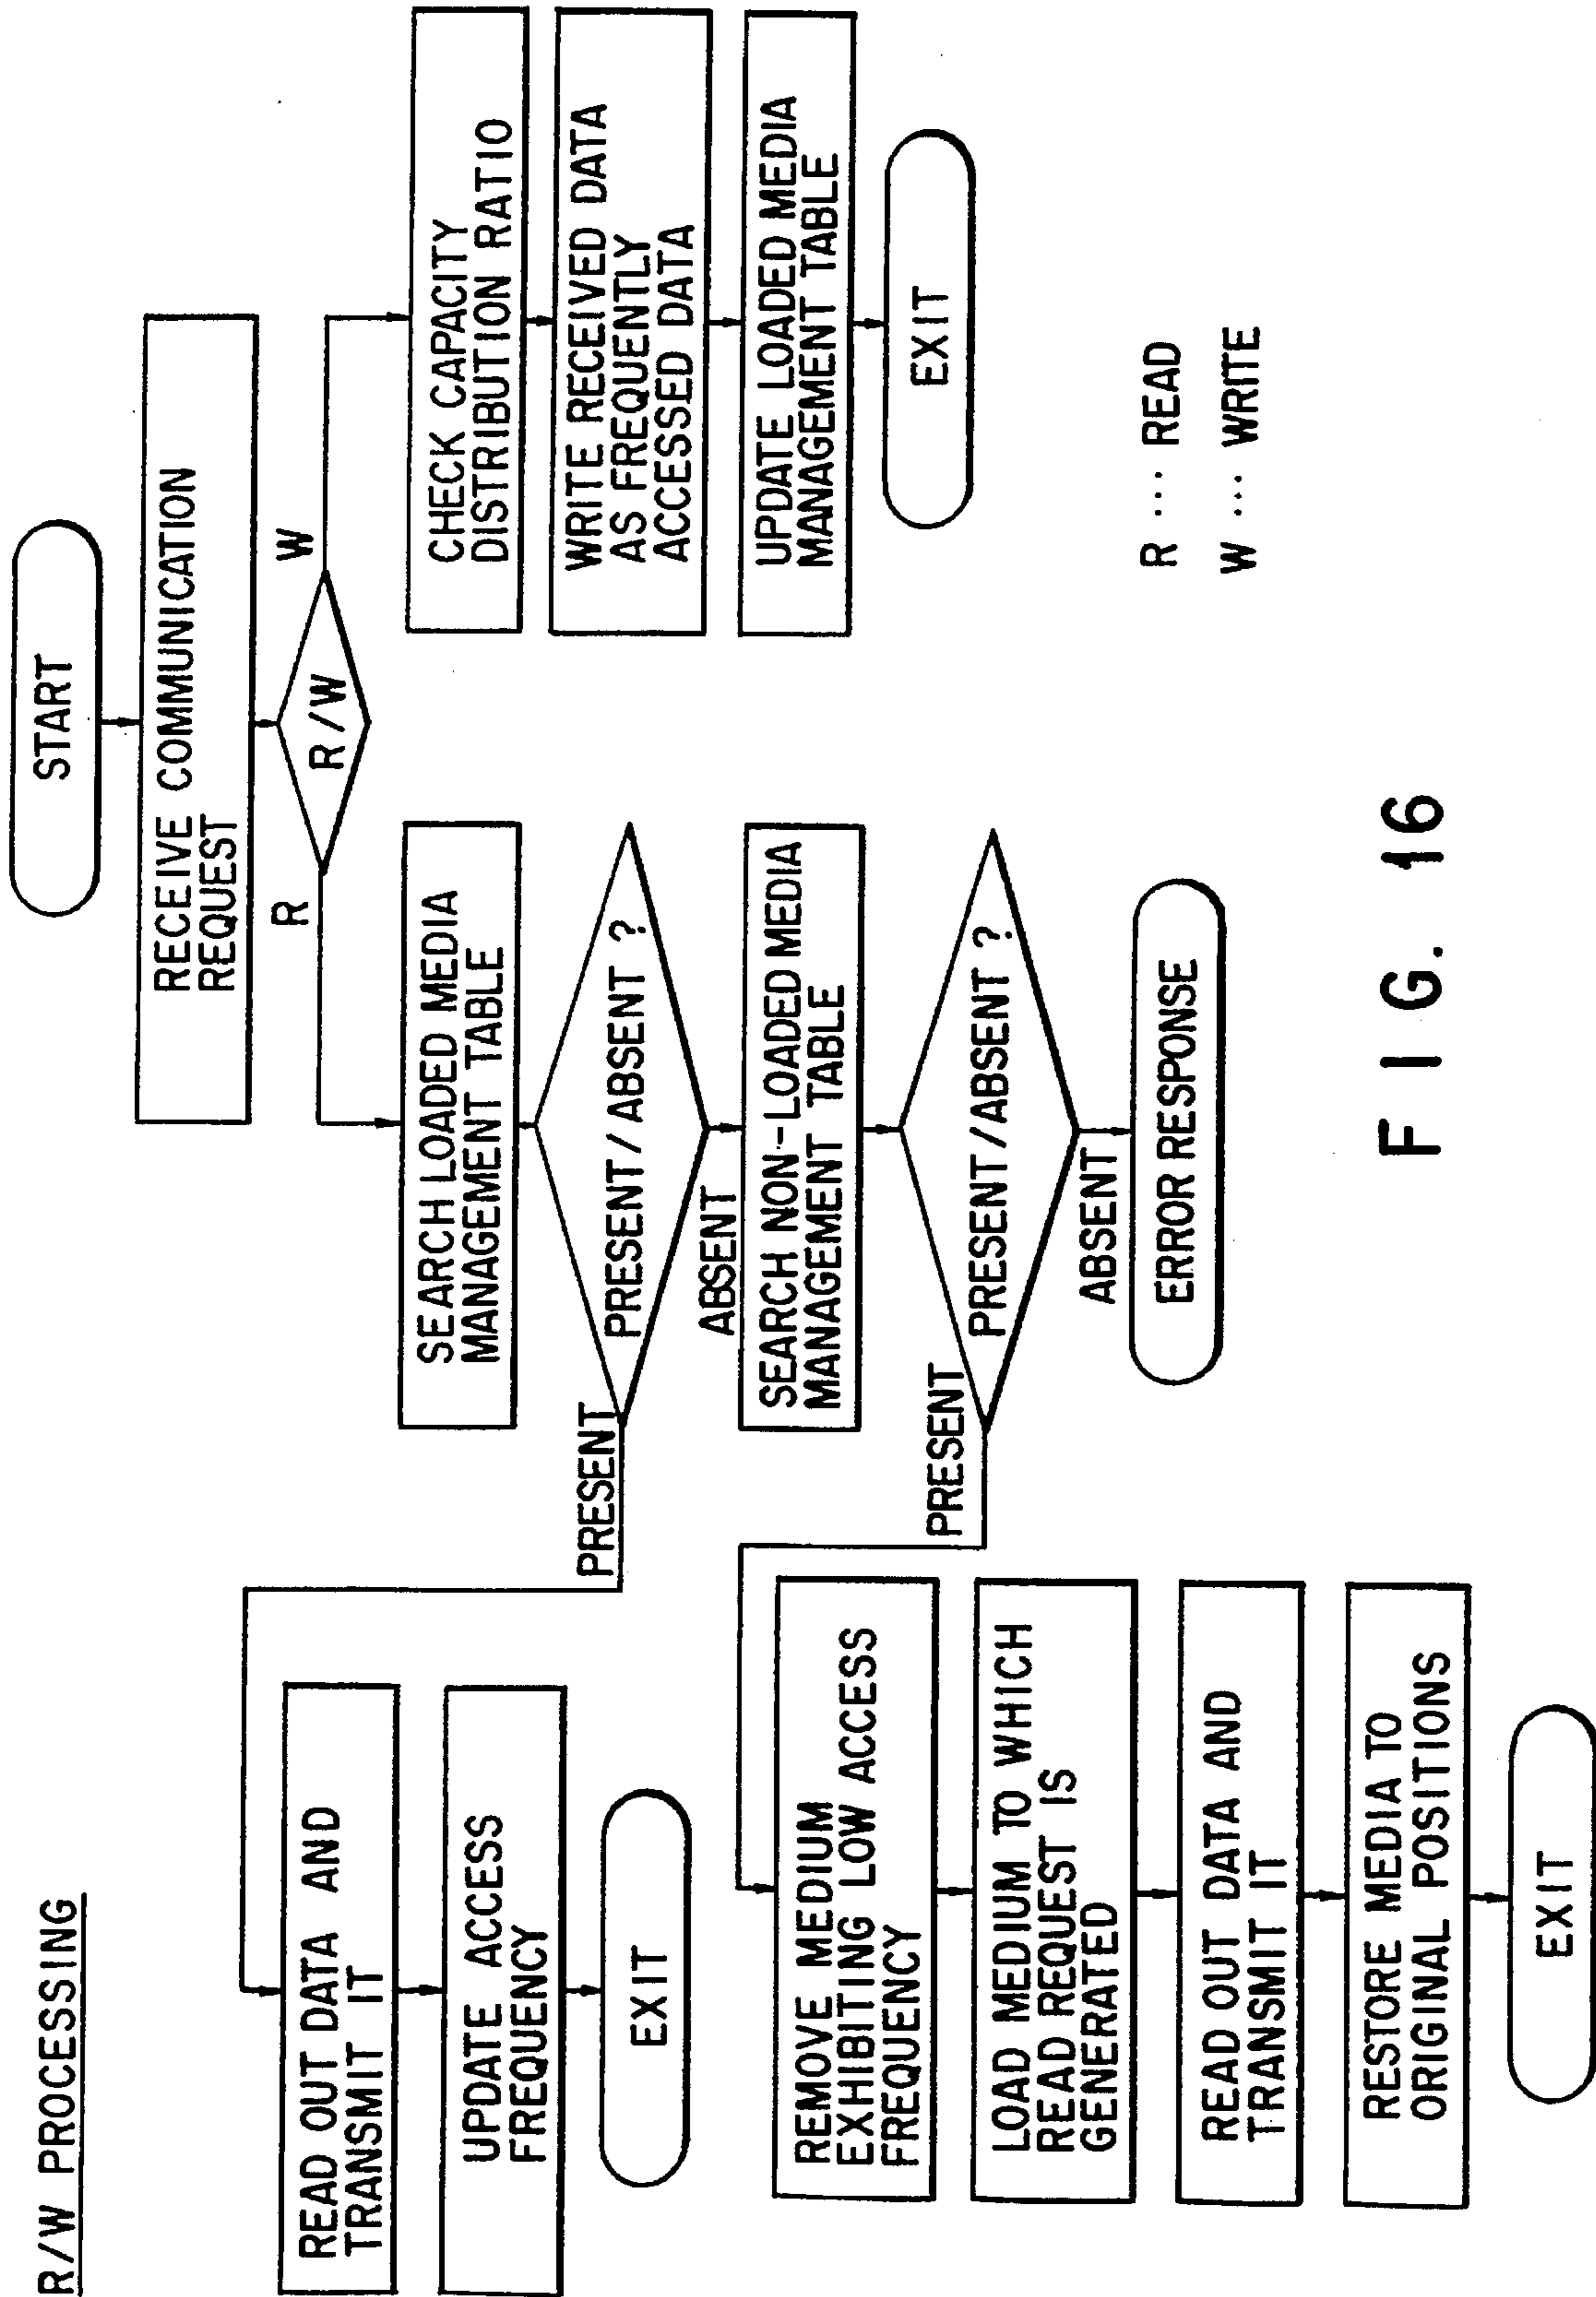 R/W PROCESSING
START
RECEIVE COMMUNICATION
REQUEST
R/W
R
W
SEARCH LOADED MEDIA
MANAGEMENT TABLE
PRESENT/ABSENT ?
PRESENT
ABSENT
READ OUT DATA AND
TRANSMIT IT
UPDATE ACCESS
FREQUENCY
EXIT
SEARCH NON-LOADED MEDIA
MANAGEMENT TABLE
PRESENT/ABSENT ?
PRESENT
ABSENT
ERROR RESPONSE
REMOVE MEDIUM
EXHIBITING LOW ACCESS
FREQUENCY
LOAD MEDIUM TO WHICH
READ REQUEST IS
GENERATED
READ OUT DATA AND
TRANSMIT IT
RESTORE MEDIA TO
ORIGINAL POSITIONS
EXIT
CHECK CAPACITY
DISTRIBUTION RATIO
WRITE RECEIVED DATA
AS FREQUENTLY
ACCESSED DATA
UPDATE LOADED MEDIA
MANAGEMENT TABLE
EXIT
R ... READ
W ... WRITE
FIG. 16